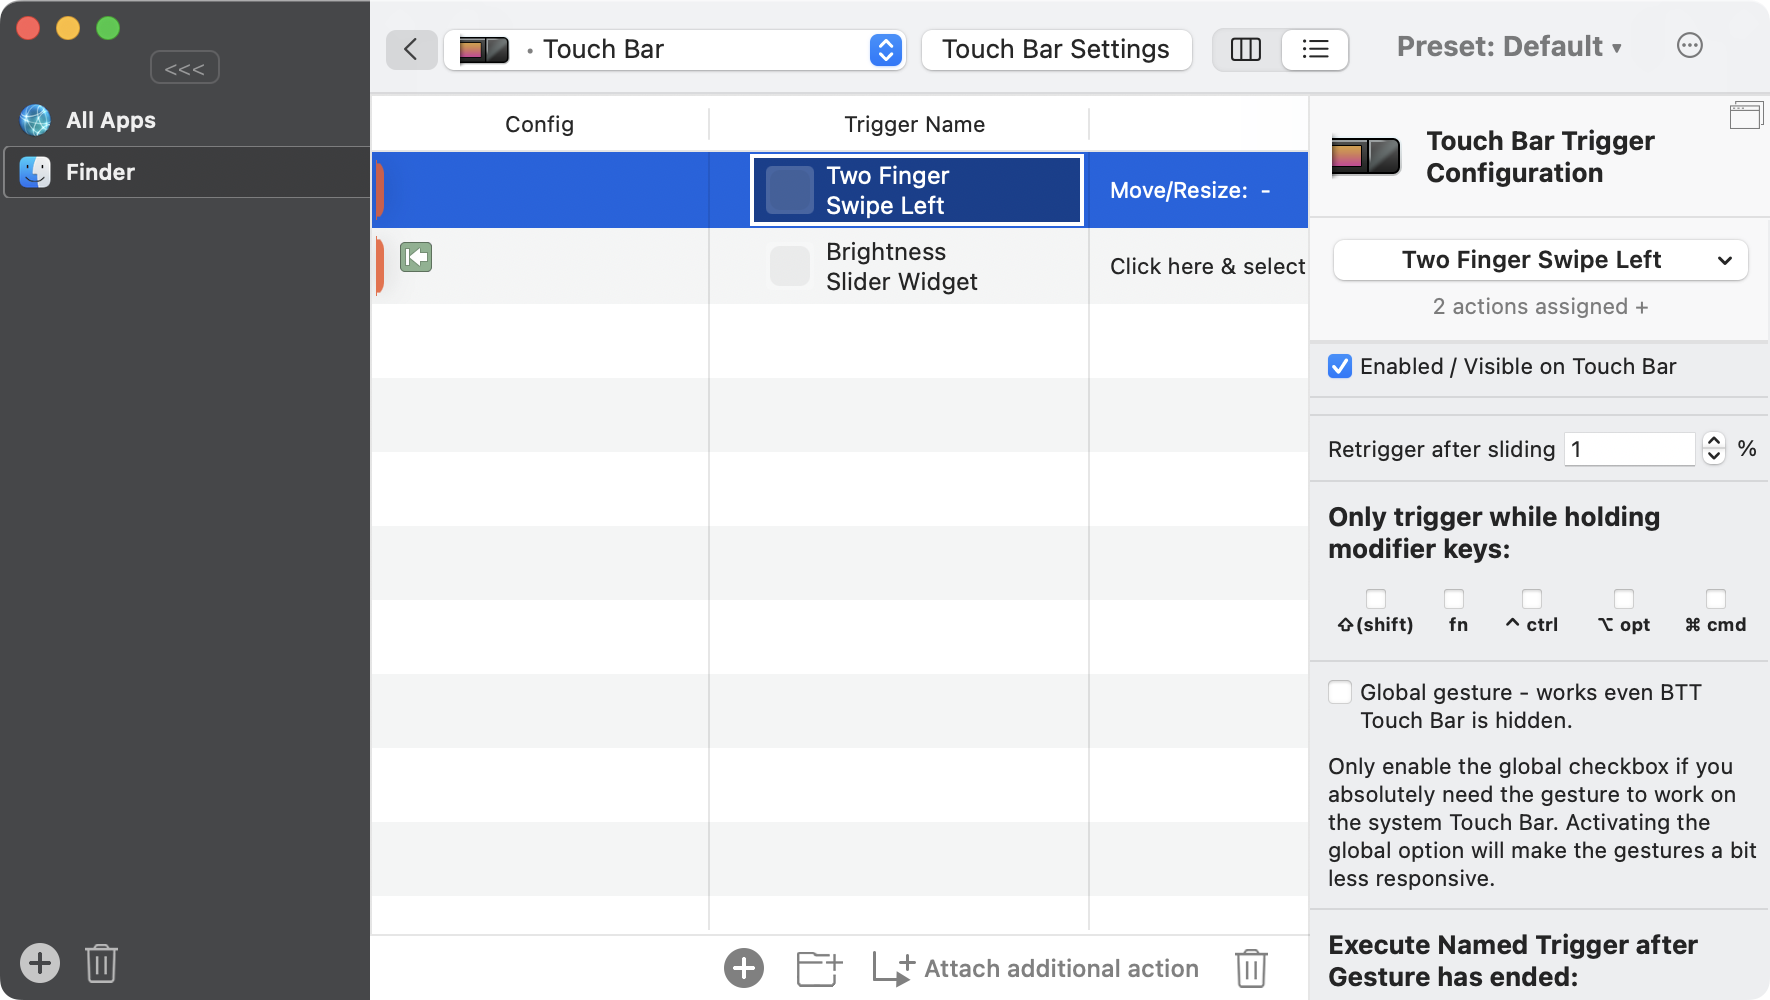 <<<
All Apps
Finder
• Touch Bar
Touch Bar Settings
Preset: Default ▾
Config
Trigger Name
Two Finger
Swipe Left
Move/Resize: -
Brightness
Slider Widget
Click here & select
Attach additional action
Touch Bar Trigger
Configuration
Two Finger Swipe Left
2 actions assigned +
Enabled / Visible on Touch Bar
Retrigger after sliding 1 %
Only trigger while holding
modifier keys:
⇧(shift) fn ^ ctrl ⌥ opt ⌘ cmd
Global gesture - works even BTT
Touch Bar is hidden.
Only enable the global checkbox if you
absolutely need the gesture to work on
the system Touch Bar. Activating the
global option will make the gestures a bit
less responsive.
Execute Named Trigger after
Gesture has ended: